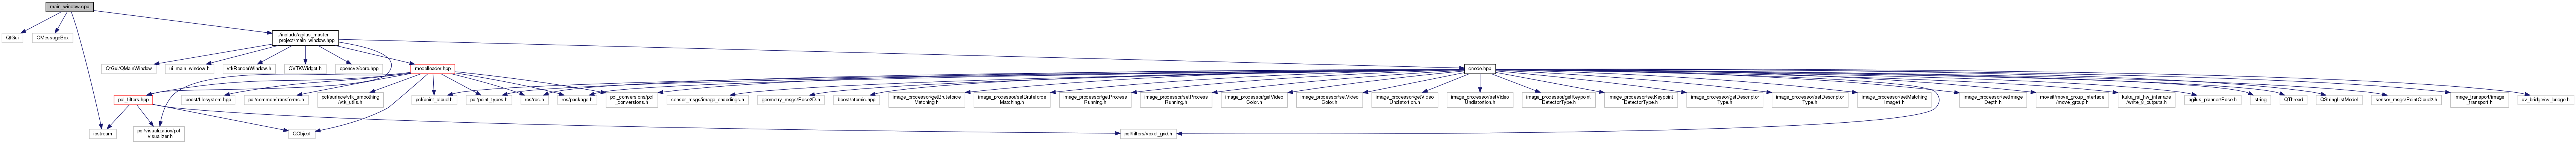 main_window.cpp
QtGui
QMessageBox
../include/agilus_master
_project/main_window.hpp
QtGui/QMainWindow
ui_main_window.h
vtkRenderWindow.h
QVTKWidget.h
opencv2/core.hpp
modelloader.hpp
qnode.hpp
pcl_filters.hpp
boost/filesystem.hpp
pcl/common/transforms.h
pcl/surface/vtk_smoothing
/vtk_utils.h
pcl/point_cloud.h
pcl/point_types.h
ros/ros.h
ros/package.h
pcl_conversions/pcl
_conversions.h
sensor_msgs/image_encodings.h
geometry_msgs/Pose2D.h
boost/atomic.hpp
image_processor/getBruteforce
Matching.h
image_processor/setBruteforce
Matching.h
image_processor/getProcess
Running.h
image_processor/setProcess
Running.h
image_processor/getVideo
Color.h
image_processor/setVideo
Color.h
image_processor/getVideo
Undistortion.h
image_processor/setVideo
Undistortion.h
image_processor/getKeypoint
DetectorType.h
image_processor/setKeypoint
DetectorType.h
image_processor/getDescriptor
Type.h
image_processor/setDescriptor
Type.h
image_processor/setMatching
Image1.h
image_processor/setImage
Depth.h
moveit/move_group_interface
/move_group.h
kuka_rsi_hw_interface
/write_8_outputs.h
agilus_planner/Pose.h
string
QThread
QStringListModel
sensor_msgs/PointCloud2.h
image_transport/image
_transport.h
cv_bridge/cv_bridge.h
iostream
pcl/visualization/pcl
_visualizer.h
QObject
pcl/filters/voxel_grid.h